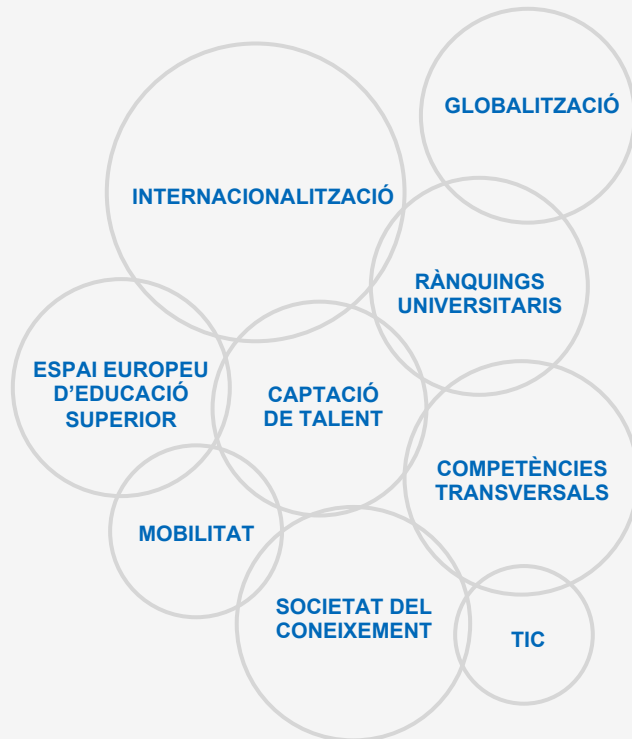 GLOBALITZACIÓ
INTERNACIONALITZACIÓ
RÀNQUINGS
UNIVERSITARIS
ESPAI EUROPEU
D’EDUCACIÓ
SUPERIOR
CAPTACIÓ
DE TALENT
COMPETÈNCIES
TRANSVERSALS
MOBILITAT
SOCIETAT DEL
CONEIXEMENT
TIC